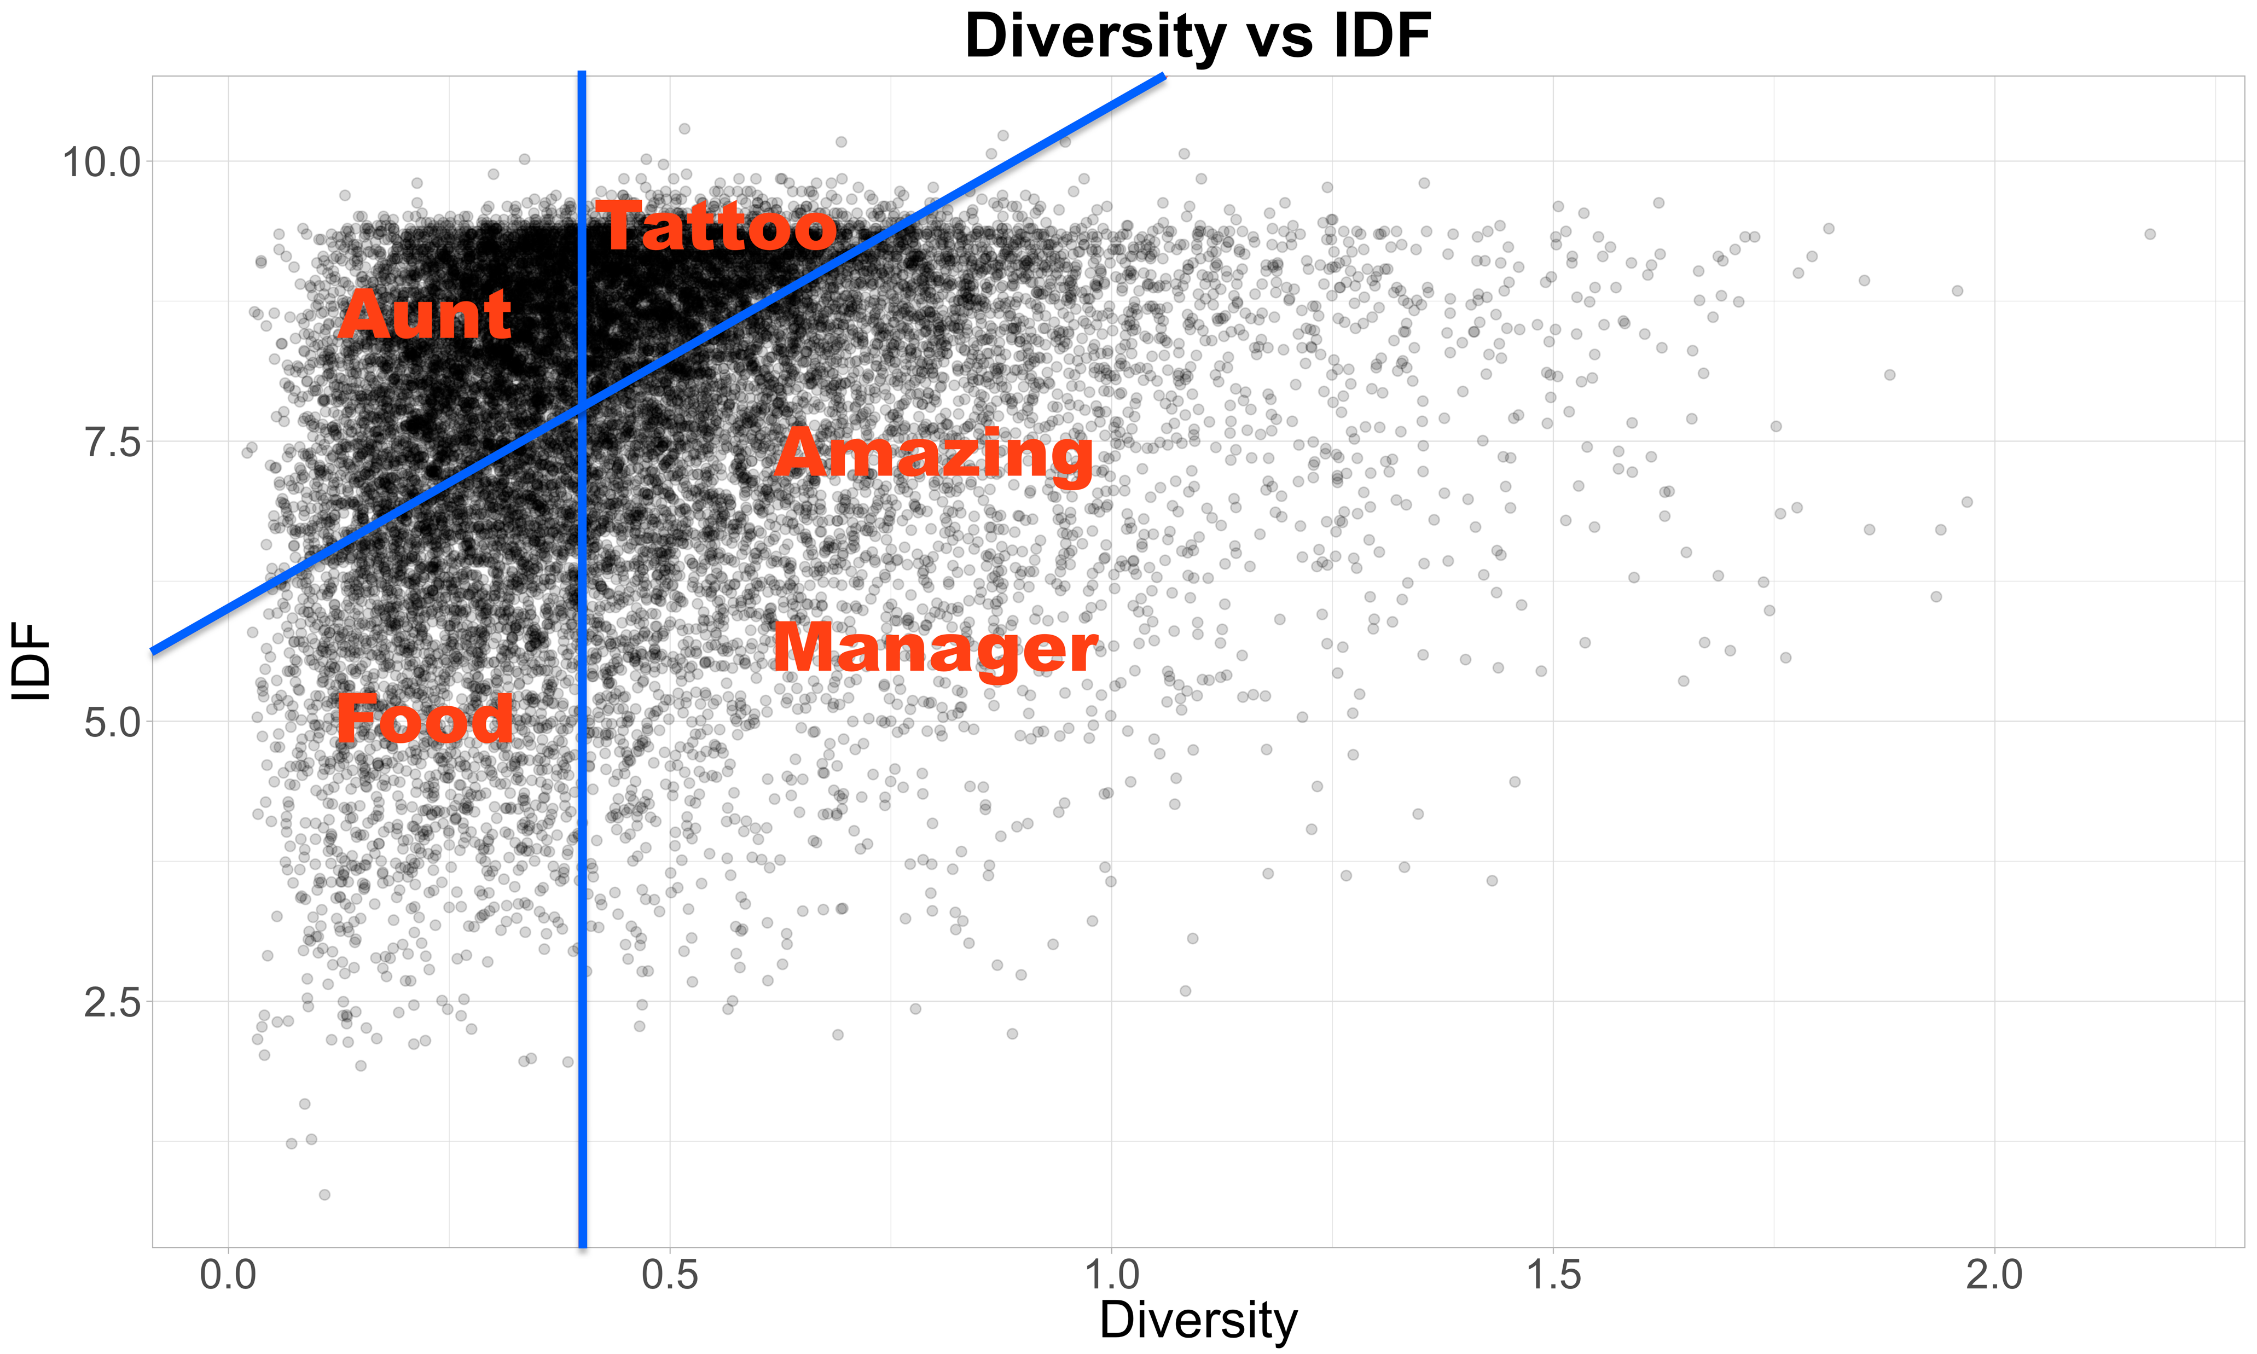 Diversity vs IDF
10.0
Tattoo
Aunt
7.5
Amazing
Manager
IDF
5.0
Food
2.5
0.0 0.5 1.0 1.5 2.0
Diversity